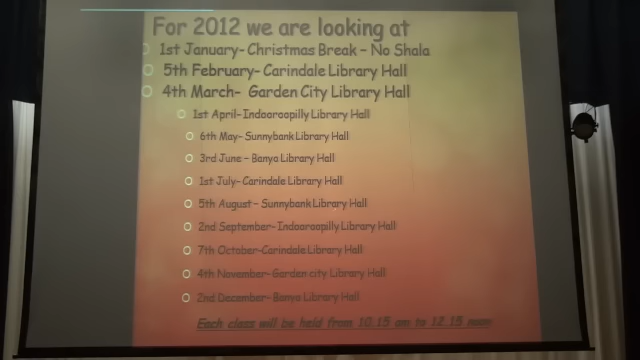 For 2012 we are looking at
1st January- Christmas Break – No Shala
5th February- Carindale Library Hall
4th March- Garden City Library Hall
1st April- Indooroopilly Library Hall
6th May- Sunnybank Library Hall
3rd June – Banyo Library Hall
1st July- Carindale Library Hall
5th August – Sunnybank Library Hall
2nd September- Indooroopilly Library Hall
7th October-Carindale Library Hall
4th November- Garden city Library Hall
2nd December- Banyo Library Hall
Each class will be held from 10.15 am to 12.15 noon